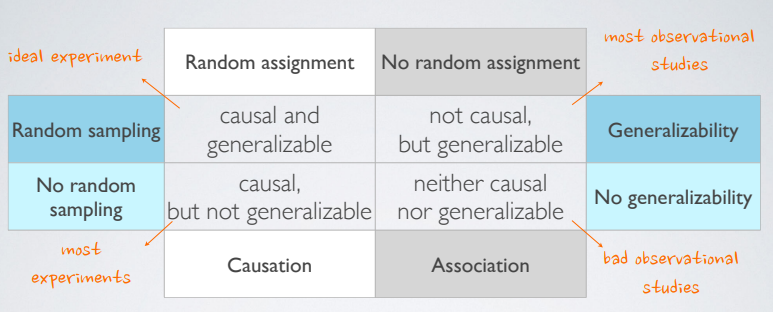 ideal experiment
Random assignment
No random assignment
most observational
studies
Random sampling
causal and
generalizable
not causal,
but generalizable
Generalizability
No random
sampling
causal,
but not generalizable
neither causal
nor generalizable
No generalizability
most
experiments
Causation
Association
bad observational
studies